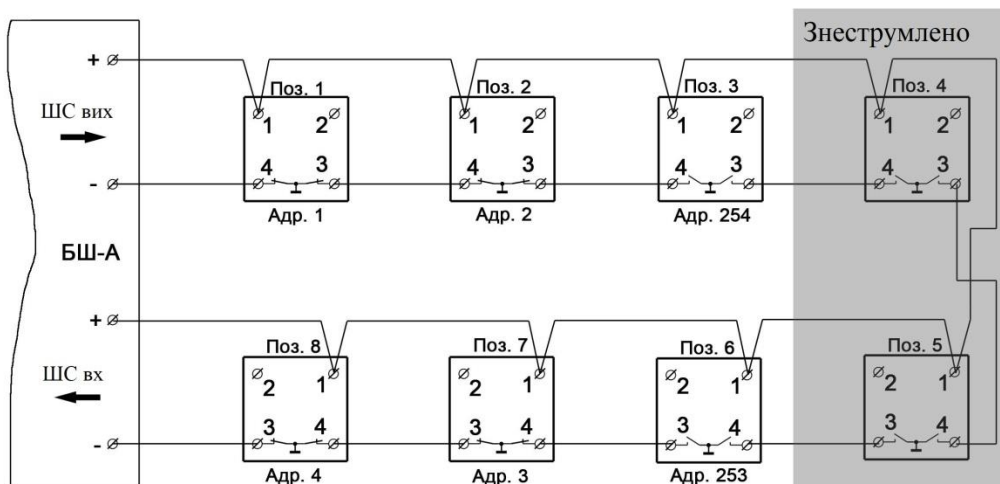 Знеструмлено
+
Поз. 1 Поз. 2 Поз. 3 Поз. 4
ШС вих
1 2 1 2 1 2 1 2
4 3 4 3 4 3 4 3
-
Адр. 1 Адр. 2 Адр. 254
БШ-А
+
Поз. 8 Поз. 7 Поз. 6 Поз. 5
ШС вх
2 1 2 1 2 1 2 1
3 4 3 4 3 4 3 4
-
Адр. 4 Адр. 3 Адр. 253